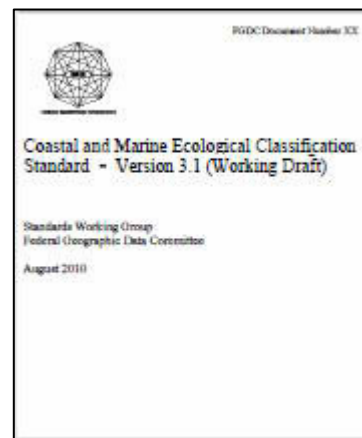 FGDC Document Number XX
Coastal and Marine Ecological Classification
Standard - Version 3.1 (Working Draft)
Standards Working Group
Federal Geographic Data Committee
August 2010